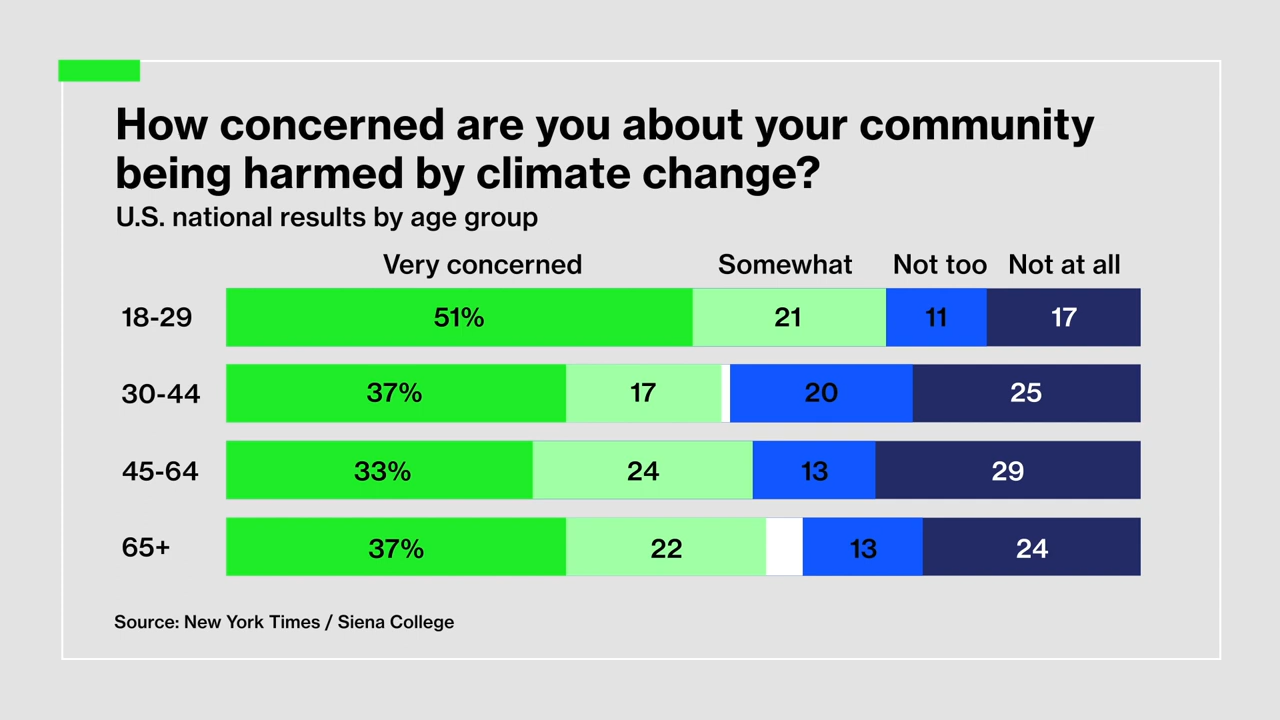 How concerned are you about your community
being harmed by climate change?
U.S. national results by age group
Very concerned Somewhat Not too Not at all
18-29 51% 21 11 17
30-44 37% 17 20 25
45-64 33% 24 13 29
65+ 37% 22 13 24
Source: New York Times / Siena College